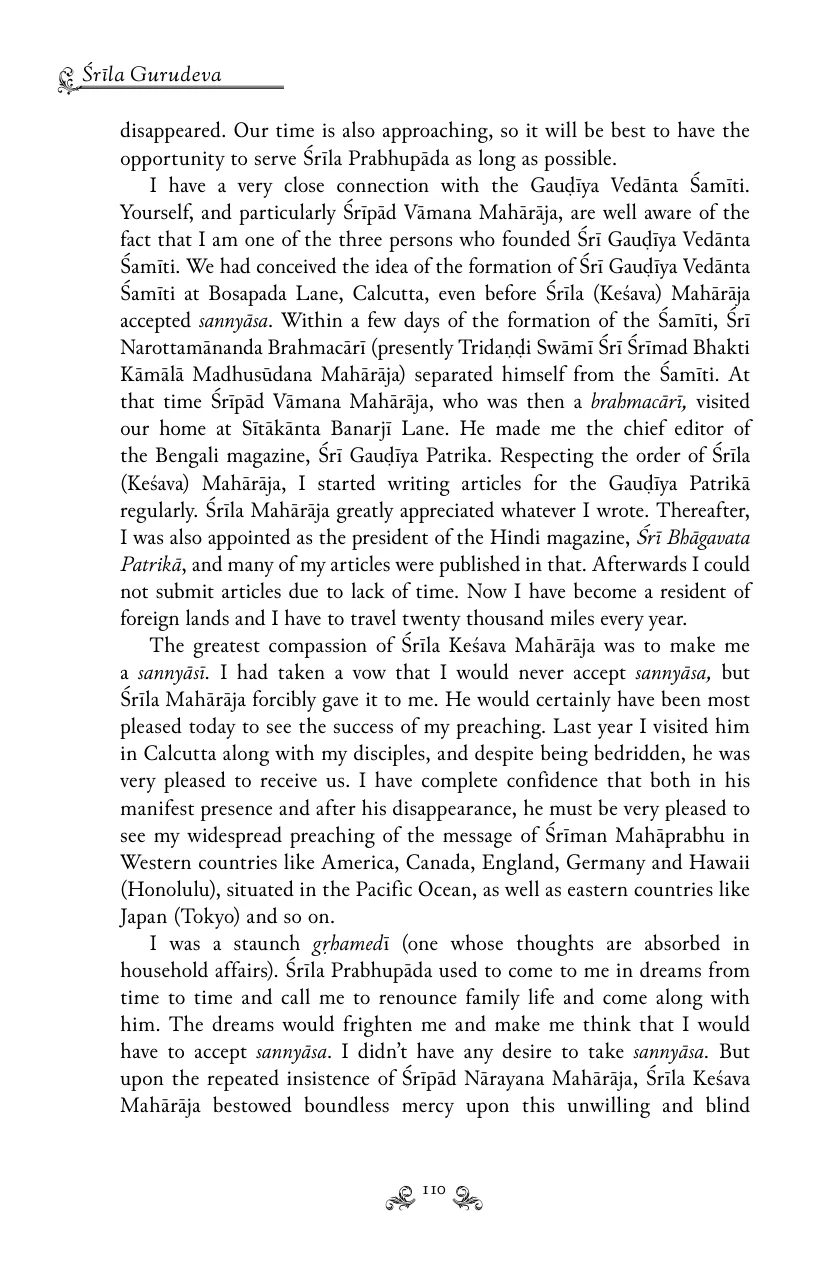 Śrīla Gurudeva
disappeared. Our time is also approaching, so it will be best to have the
opportunity to serve Śrīla Prabhupāda as long as possible.
I have a very close connection with the Gauḍīya Vedānta Śamīti.
Yourself, and particularly Śrīpād Vāmana Mahārāja, are well aware of the
fact that I am one of the three persons who founded Śrī Gauḍīya Vedānta
Śamīti. We had conceived the idea of the formation of Śrī Gauḍīya Vedānta
Śamīti at Bosapada Lane, Calcutta, even before Śrīla (Keśava) Mahārāja
accepted sannyāsa. Within a few days of the formation of the Śamīti, Śrī
Narottamānanda Brahmacārī (presently Tridaṇḍi Swāmī Śrī Śrīmad Bhakti
Kāmālā Madhusūdana Mahārāja) separated himself from the Śamīti. At
that time Śrīpād Vāmana Mahārāja, who was then a brahmacārī, visited
our home at Sītākānta Banarjī Lane. He made me the chief editor of
the Bengali magazine, Śrī Gauḍīya Patrika. Respecting the order of Śrīla
(Keśava) Mahārāja, I started writing articles for the Gauḍīya Patrikā
regularly. Śrīla Mahārāja greatly appreciated whatever I wrote. Thereafter,
I was also appointed as the president of the Hindi magazine, Śrī Bhāgavata
Patrikā, and many of my articles were published in that. Afterwards I could
not submit articles due to lack of time. Now I have become a resident of
foreign lands and I have to travel twenty thousand miles every year.
The greatest compassion of Śrīla Keśava Mahārāja was to make me
a sannyāsī. I had taken a vow that I would never accept sannyāsa, but
Śrīla Mahārāja forcibly gave it to me. He would certainly have been most
pleased today to see the success of my preaching. Last year I visited him
in Calcutta along with my disciples, and despite being bedridden, he was
very pleased to receive us. I have complete confidence that both in his
manifest presence and after his disappearance, he must be very pleased to
see my widespread preaching of the message of Śrīman Mahāprabhu in
Western countries like America, Canada, England, Germany and Hawaii
(Honolulu), situated in the Pacific Ocean, as well as eastern countries like
Japan (Tokyo) and so on.
I was a staunch gṛhamedī (one whose thoughts are absorbed in
household affairs). Śrīla Prabhupāda used to come to me in dreams from
time to time and call me to renounce family life and come along with
him. The dreams would frighten me and make me think that I would
have to accept sannyāsa. I didn’t have any desire to take sannyāsa. But
upon the repeated insistence of Śrīpād Nārayana Mahārāja, Śrīla Keśava
Mahārāja bestowed boundless mercy upon this unwilling and blind
110